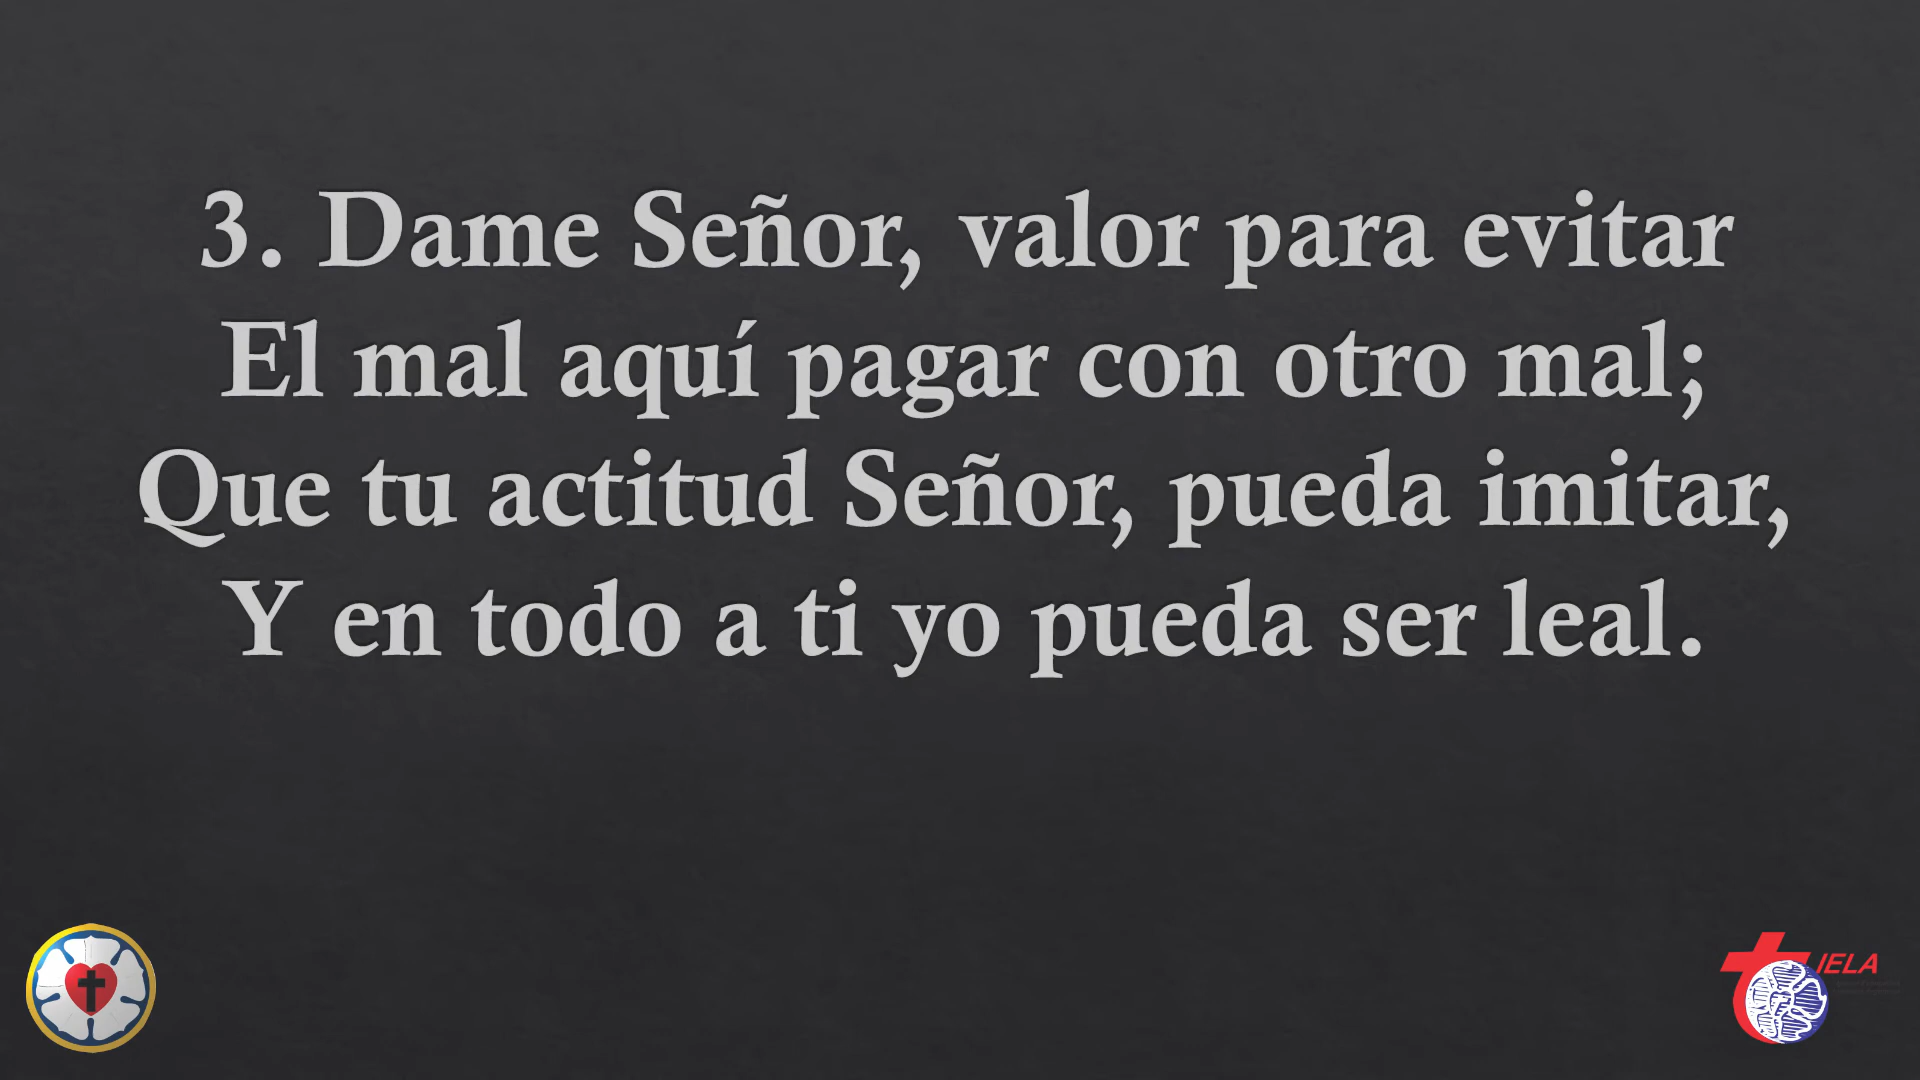 3. Dame Señor, valor para evitar
El mal aquí pagar con otro mal;
Que tu actitud Señor, pueda imitar,
Y en todo a ti yo pueda ser leal.
IELA